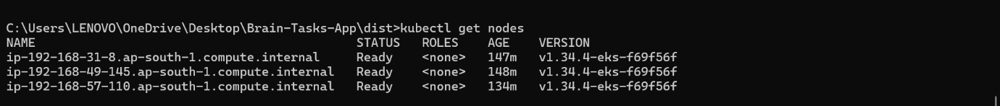 C:\Users\LENOVO\OneDrive\Desktop\Brain-Tasks-App\dist>kubectl get nodes
NAME STATUS ROLES AGE VERSION
ip-192-168-31-8.ap-south-1.compute.internal Ready <none> 147m v1.34.4-eks-f69f56f
ip-192-168-49-145.ap-south-1.compute.internal Ready <none> 148m v1.34.4-eks-f69f56f
ip-192-168-57-110.ap-south-1.compute.internal Ready <none> 134m v1.34.4-eks-f69f56f